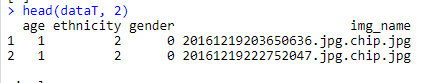 > head(dataT, 2)
age ethnicity gender img_name
1 1 2 0 20161219203650636.jpg.chip.jpg
2 1 2 0 20161219222752047.jpg.chip.jpg